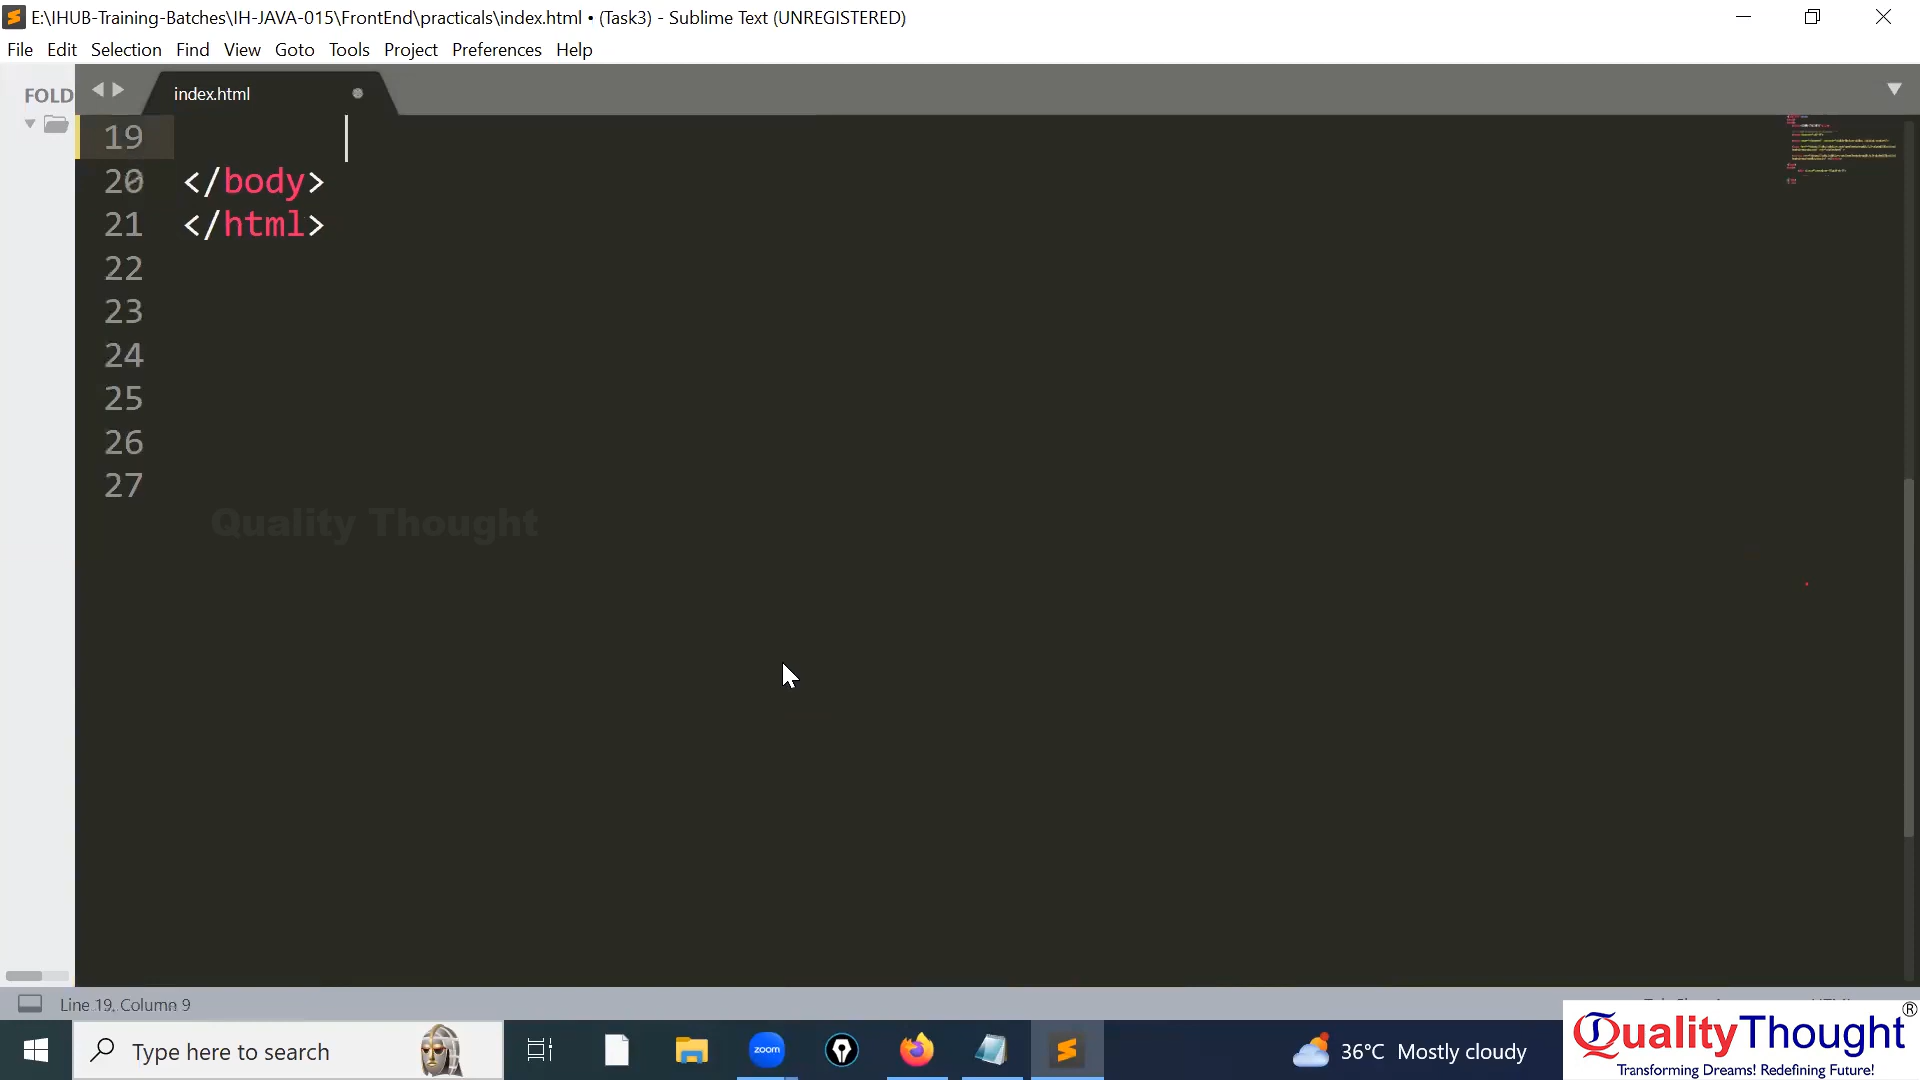 E:\IHUB-Training-Batches\IH-JAVA-015\FrontEnd\practicals\index.html • (Task3) - Sublime Text (UNREGISTERED)
File Edit Selection Find View Goto Tools Project Preferences Help
FOLD
index.html
19
20 </body>
21 </html>
22
23
24
25
26
27
Quality Thought
Line 19, Column 9
Type here to search
zoom
36°C Mostly cloudy
QualityThought®
Transforming Dreams! Redefining Future!